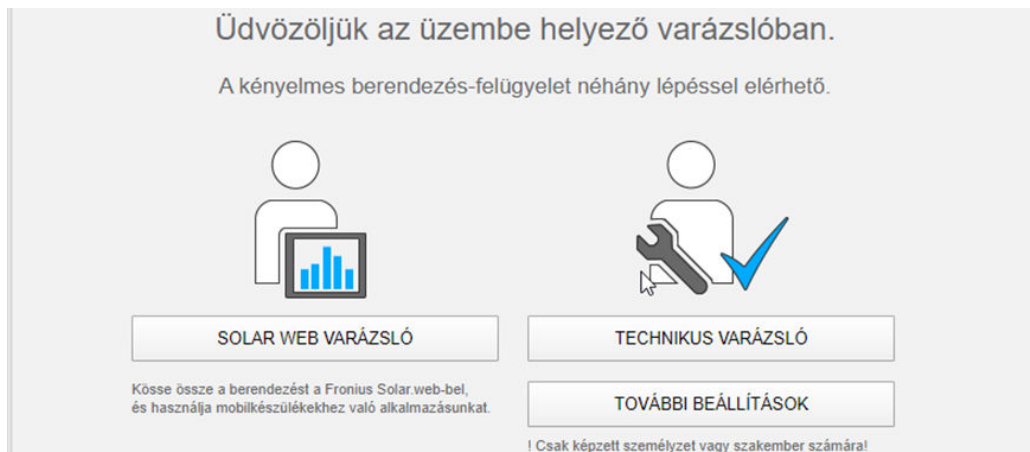 Üdvözöljük az üzembe helyező varázslóban.
A kényelmes berendezés-felügyelet néhány lépéssel elérhető.
SOLAR WEB VARÁZSLÓ
Kösse össze a berendezést a Fronius Solar.web-bel,
és használja mobilkészülékekhez való alkalmazásunkat.
TECHNIKUS VARÁZSLÓ
TOVÁBBI BEÁLLÍTÁSOK
! Csak képzett személyzet vagy szakember számára!